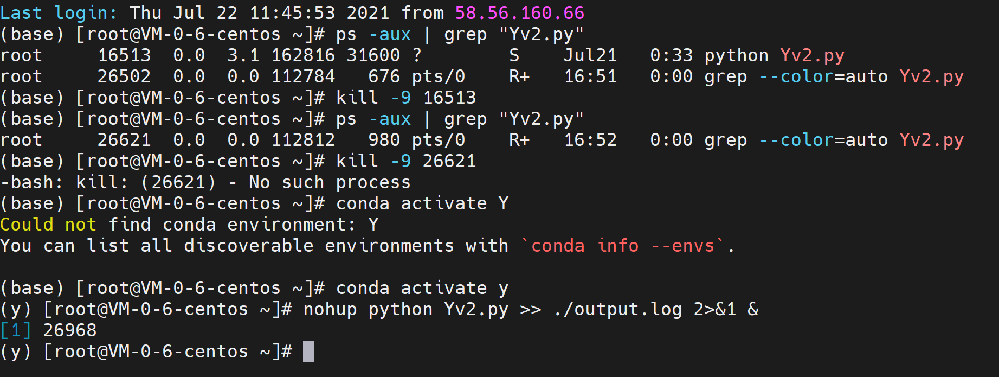 Last login: Thu Jul 22 11:45:53 2021 from 58.56.160.66
(base) [root@VM-0-6-centos ~]# ps -aux | grep "Yv2.py"
root     16513  0.0  3.1 162816 31600 ?        S    Jul21   0:33 python Yv2.py
root     26502  0.0  0.0 112784   676 pts/0    R+   16:51   0:00 grep --color=auto Yv2.py
(base) [root@VM-0-6-centos ~]# kill -9 16513
(base) [root@VM-0-6-centos ~]# ps -aux | grep "Yv2.py"
root     26621  0.0  0.0 112812   980 pts/0    R+   16:52   0:00 grep --color=auto Yv2.py
(base) [root@VM-0-6-centos ~]# kill -9 26621
-bash: kill: (26621) - No such process
(base) [root@VM-0-6-centos ~]# conda activate Y
Could not find conda environment: Y
You can list all discoverable environments with `conda info --envs`.
(base) [root@VM-0-6-centos ~]# conda activate y
(y) [root@VM-0-6-centos ~]# nohup python Yv2.py >> ./output.log 2>&1 &
[1] 26968
(y) [root@VM-0-6-centos ~]#